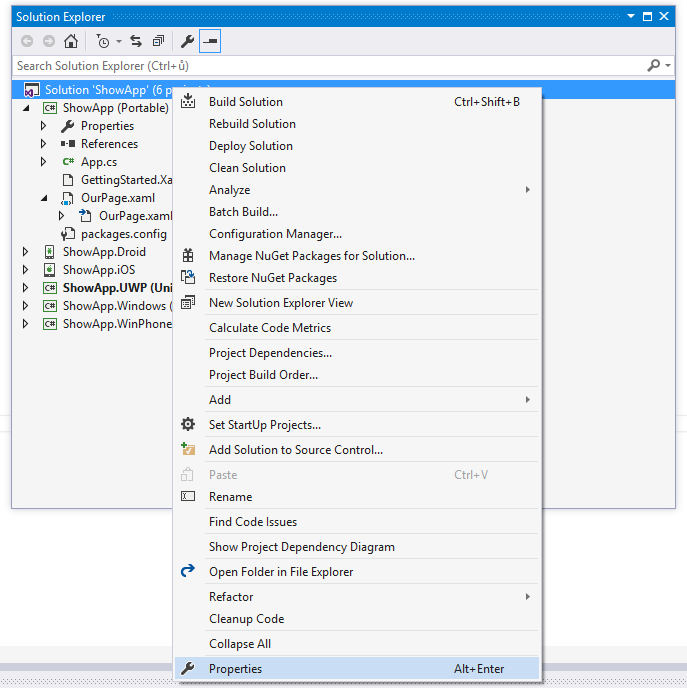 Solution Explorer
Search Solution Explorer (Ctrl+ů)
Solution 'ShowApp' (6 projects)
ShowApp (Portable)
Properties
References
App.cs
GettingStarted.Xa
OurPage.xaml
OurPage.xaml
packages.config
ShowApp.Droid
ShowApp.iOS
ShowApp.UWP (Uni
ShowApp.Windows (
ShowApp.WinPhone
Build Solution Ctrl+Shift+B
Rebuild Solution
Deploy Solution
Clean Solution
Analyze
Batch Build...
Configuration Manager...
Manage NuGet Packages for Solution...
Restore NuGet Packages
New Solution Explorer View
Calculate Code Metrics
Project Dependencies...
Project Build Order...
Add
Set StartUp Projects...
Add Solution to Source Control...
Paste Ctrl+V
Rename
Find Code Issues
Show Project Dependency Diagram
Open Folder in File Explorer
Refactor
Cleanup Code
Collapse All
Properties Alt+Enter